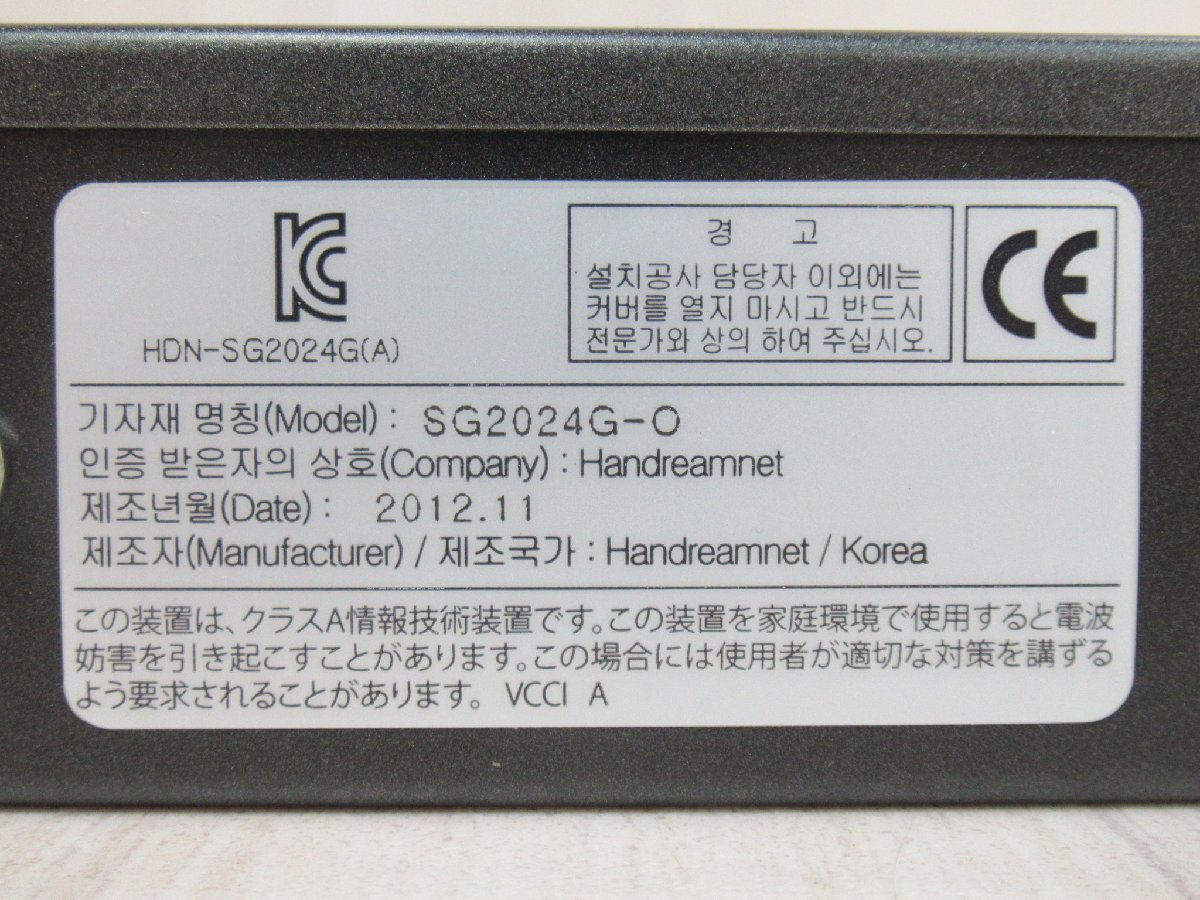 KC
HDN-SG2024G(A)
경 고
설치공사 담당자 이외에는
커버를 열지 마시고 반드시
전문가와 상의 하여 주십시오.
CE
기자재 명칭(Model) : SG2024G-O
인증 받은자의 상호(Company) : Handreamnet
제조년월(Date) : 2012.11
제조자(Manufacturer) / 제조국가 : Handreamnet / Korea
この装置は、クラスA情報技術装置です。この装置を家庭環境で使用すると電波
妨害を引き起こすことがあります。この場合には使用者が適切な対策を講ずる
よう要求されることがあります。 VCCI A